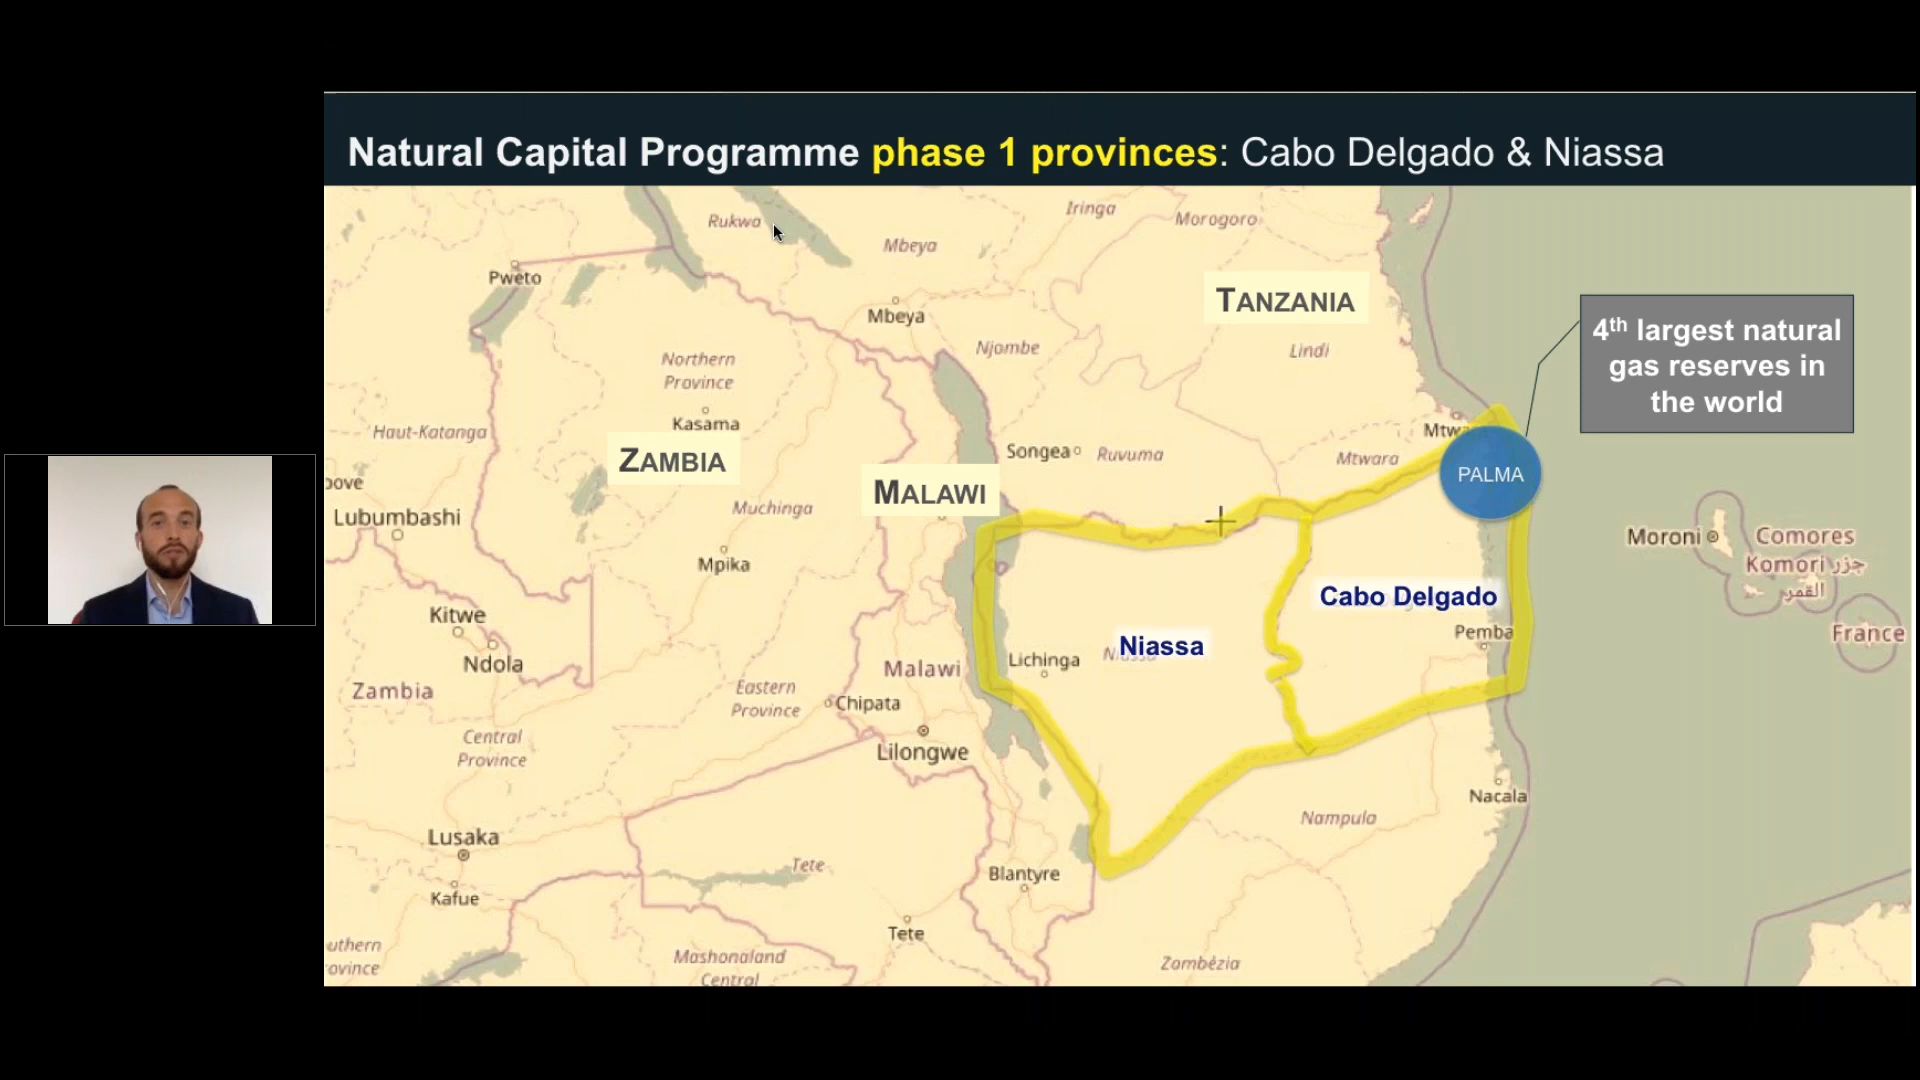 Natural Capital Programme phase 1 provinces: Cabo Delgado & Niassa
Rukwa
Iringa
Morogoro
Mbeya
Pweto
TANZANIA
Mbeya
4th largest natural
gas reserves in
the world
Njombe
Lindi
Northern
Province
Kasama
Haut-Katanga
Mtwa
Songea
Ruvuma
Mtwara
ZAMBIA
PALMA
MALAWI
Muchinga
Lubumbashi
Moroni
Comores
Komori جزر
القمر
Mpika
Cabo Delgado
Kitwe
Pemba
France
Niassa
Ndola
Lichinga
Malawi
Zambia
Eastern
Province
Chipata
Central
Province
Lilongwe
Nacala
Nampula
Lusaka
Tete
Blantyre
Kafue
Tete
uthern
ovince
Mashonaland
Central
Zambézia